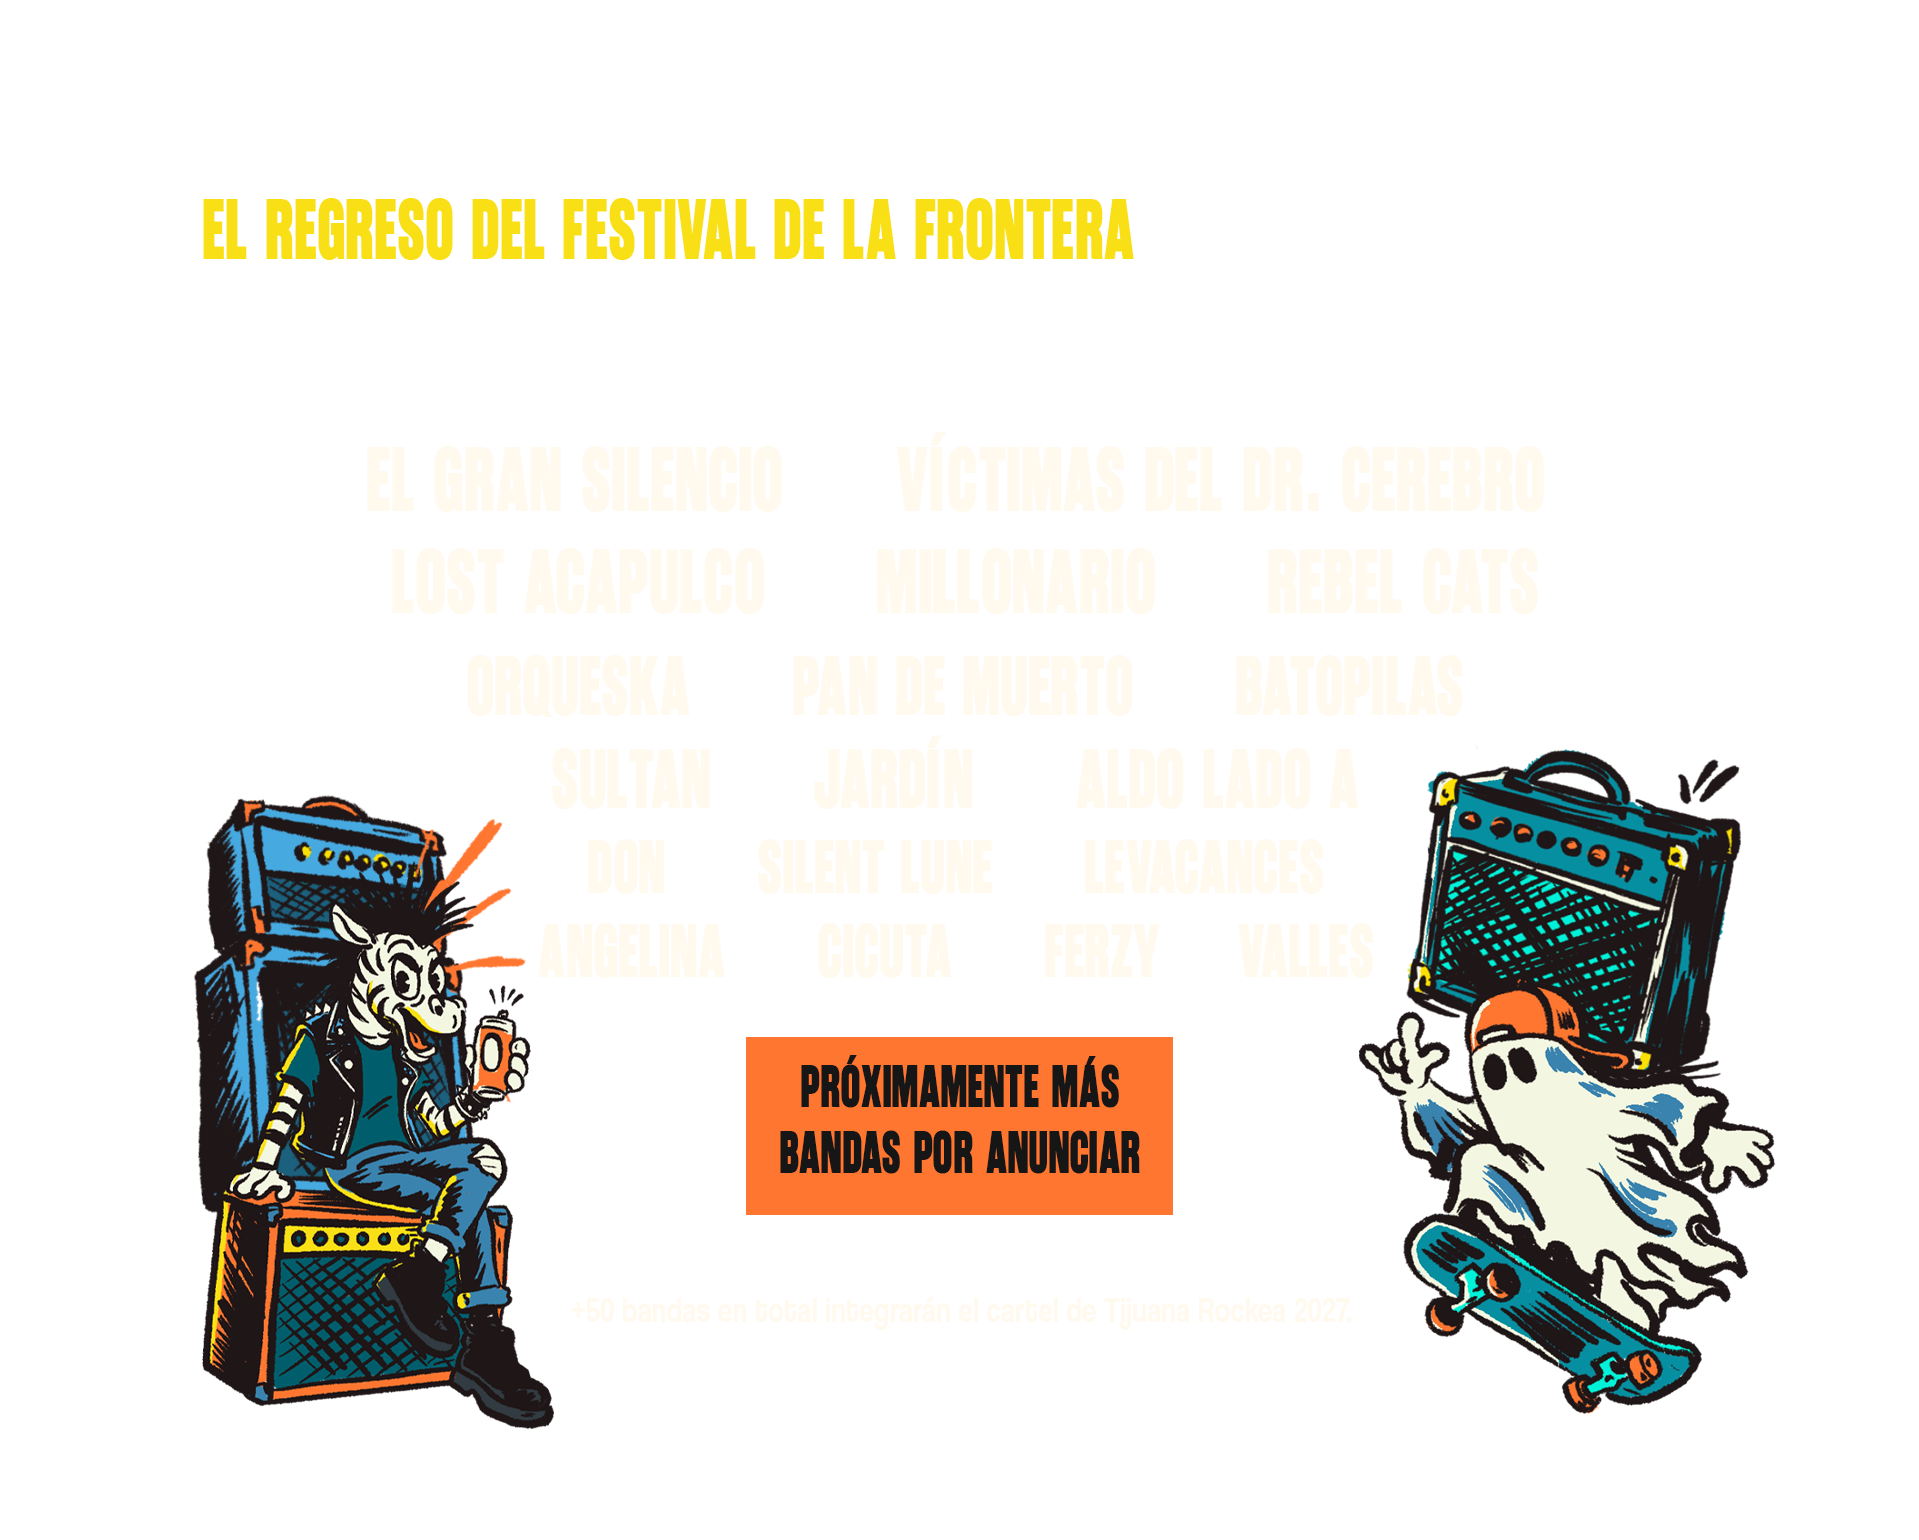 EL REGRESO DEL FESTIVAL DE LA FRONTERA
EL GRAN SILENCIO VÍCTIMAS DEL DR. CEREBRO
LOST ACAPULCO MILLONARIO REBEL CATS
ORQUESKA PAN DE MUERTO BATOPILAS
SULTAN JARDÍN ALDO LADO A
DON SILENT LUNE LEVACANCES
ANGELINA CICUTA FERZY VALLES
PRÓXIMAMENTE MÁS
BANDAS POR ANUNCIAR
+50 bandas en total integrarán el cartel de Tijuana Rockea 2027.